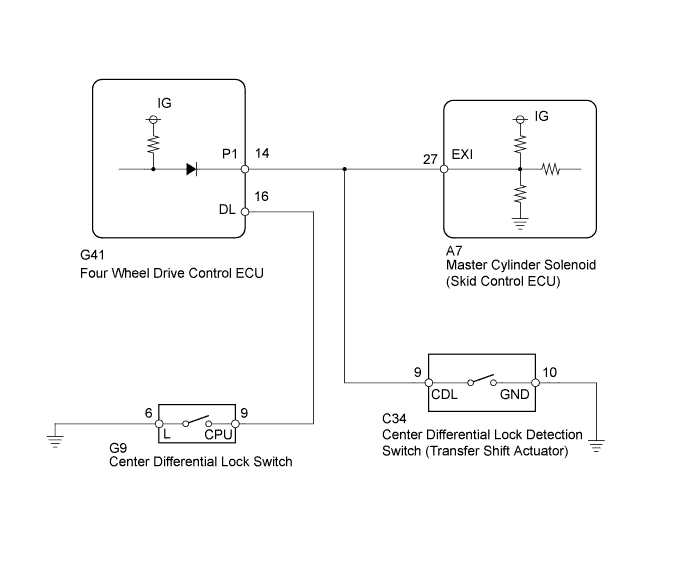 IG
P1 14
16
DL
G41
Four Wheel Drive Control ECU
IG
27 EXI
A7
Master Cylinder Solenoid
(Skid Control ECU)
9 10
CDL GND
C34
Center Differential Lock Detection
Switch (Transfer Shift Actuator)
6 9
L CPU
G9
Center Differential Lock Switch